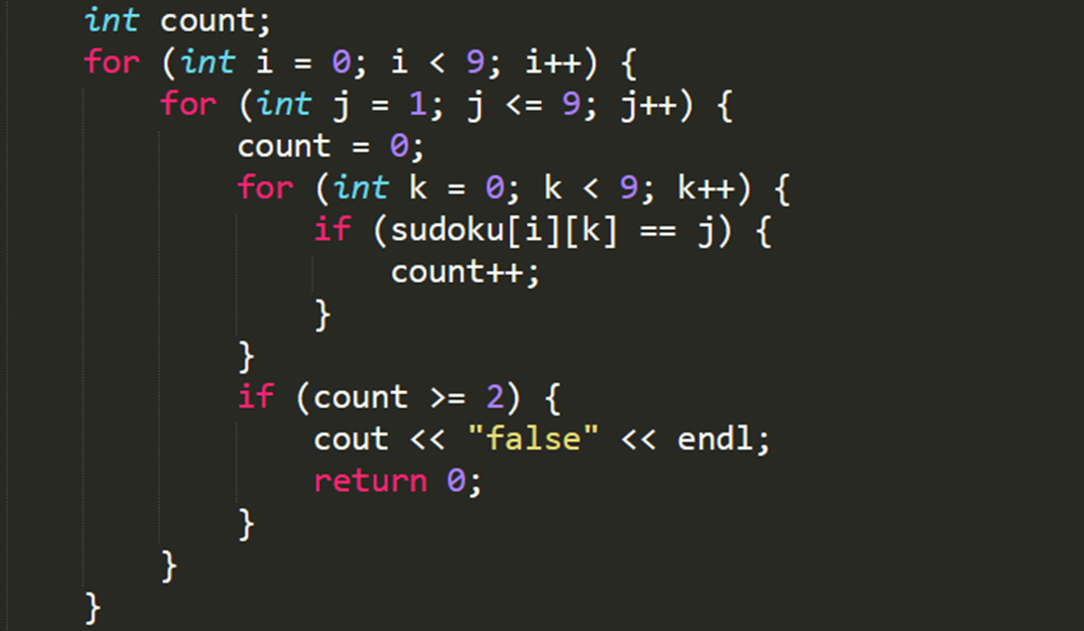 int count;
for (int i = 0; i < 9; i++) {
    for (int j = 1; j <= 9; j++) {
        count = 0;
        for (int k = 0; k < 9; k++) {
            if (sudoku[i][k] == j) {
                count++;
            }
        }
        if (count >= 2) {
            cout << "false" << endl;
            return 0;
        }
    }
}